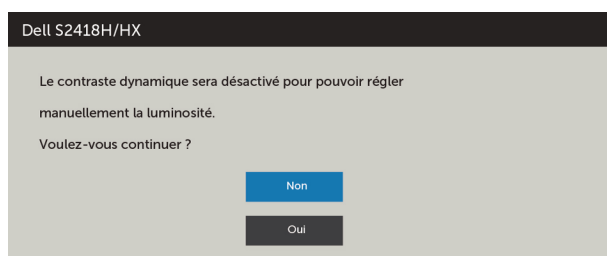 Dell S2418H/HX
Le contraste dynamique sera désactivé pour pouvoir régler
manuellement la luminosité.
Voulez-vous continuer ?
Non
Oui